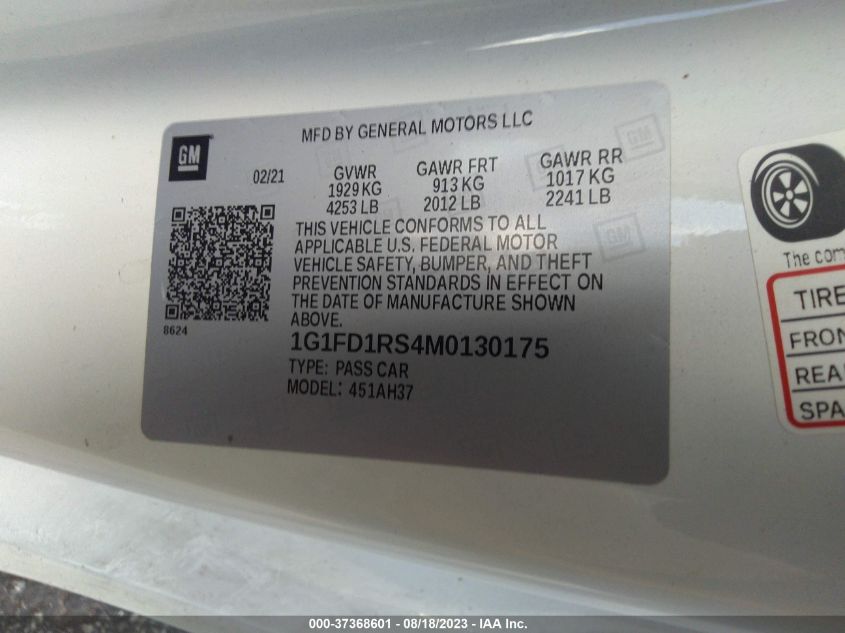 MFD BY GENERAL MOTORS LLC
GM
02/21
GVWR
1929 KG
4253 LB
GAWR FRT
913 KG
2012 LB
GAWR RR
1017 KG
2241 LB
THIS VEHICLE CONFORMS TO ALL
APPLICABLE U.S. FEDERAL MOTOR
VEHICLE SAFETY, BUMPER, AND THEFT
PREVENTION STANDARDS IN EFFECT ON
THE DATE OF MANUFACTURE SHOWN
ABOVE.
8624
1G1FD1RS4M0130175
TYPE: PASS CAR
MODEL: 451AH37
GM
GM
The com
TIRE
FRON
REA
SPA
000-37368601 - 08/18/2023 - IAA Inc.